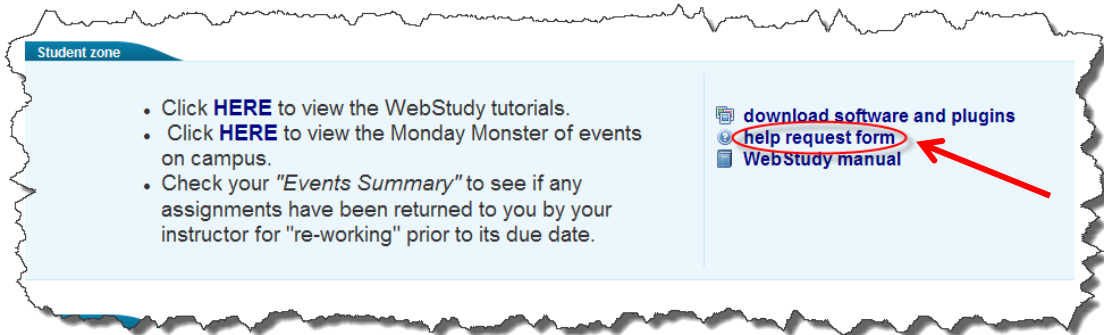 Student zone
• Click HERE to view the WebStudy tutorials.
• Click HERE to view the Monday Monster of events
on campus.
• Check your "Events Summary" to see if any
assignments have been returned to you by your
instructor for "re-working" prior to its due date.
download software and plugins
help request form
WebStudy manual